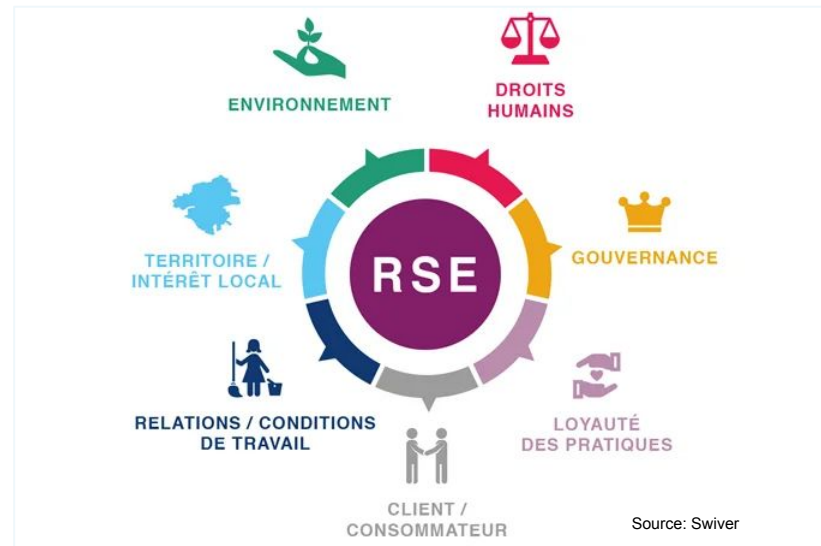 ENVIRONNEMENT
DROITS
HUMAINS
TERRITOIRE /
INTÉRÊT LOCAL
RSE
GOUVERNANCE
RELATIONS / CONDITIONS
DE TRAVAIL
LOYAUTÉ
DES PRATIQUES
CLIENT /
CONSOMMATEUR
Source: Swiver